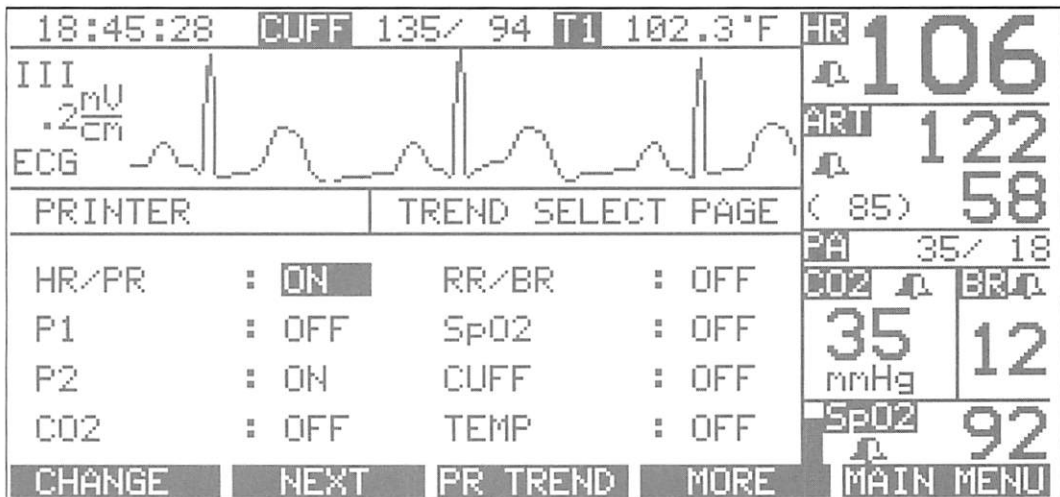 18:45:28 CUFF 135/ 94 T1 102.3°F
III
.2 mV/cm
ECG
HR 106
ART 122
58
( 85)
PA 35/ 18
CO2 35 mmHg
BR 12
SpO2 92
PRINTER TREND SELECT PAGE
HR/PR : ON RR/BR : OFF
P1 : OFF SpO2 : OFF
P2 : ON CUFF : OFF
CO2 : OFF TEMP : OFF
CHANGE NEXT PR TREND MORE MAIN MENU